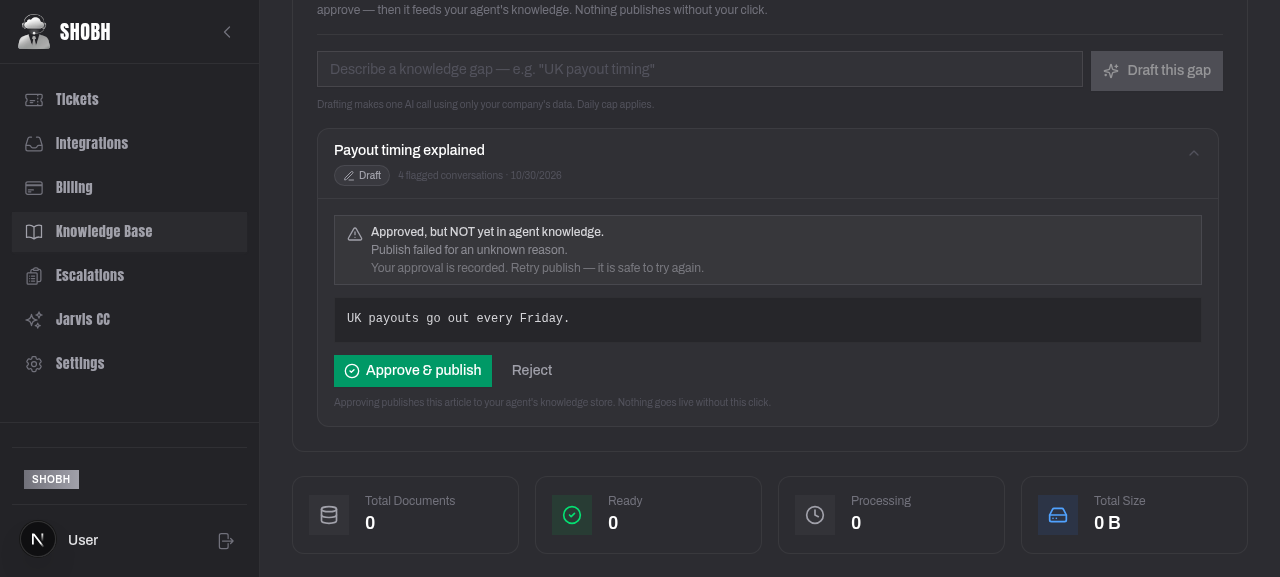 SHOBH
Tickets
Integrations
Billing
Knowledge Base
Escalations
Jarvis CC
Settings
SHOBH
N
User
approve — then it feeds your agent's knowledge. Nothing publishes without your click.
Describe a knowledge gap — e.g. "UK payout timing"
Draft this gap
Drafting makes one AI call using only your company's data. Daily cap applies.
Payout timing explained
Draft
4 flagged conversations · 10/30/2026
Approved, but NOT yet in agent knowledge.
Publish failed for an unknown reason.
Your approval is recorded. Retry publish — it is safe to try again.
UK payouts go out every Friday.
Approve & publish
Reject
Approving publishes this article to your agent's knowledge store. Nothing goes live without this click.
Total Documents
0
Ready
0
Processing
0
Total Size
0 B